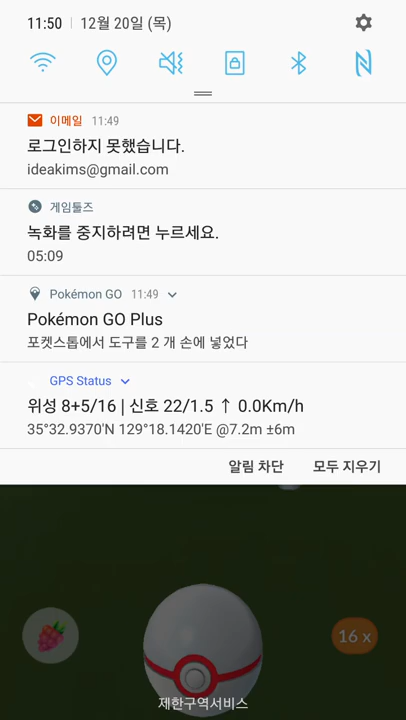 11:50 | 12월 20일 (목)
이메일 11:49
로그인하지 못했습니다.
ideakims@gmail.com
게임툴즈
녹화를 중지하려면 누르세요.
05:09
Pokémon GO 11:49
Pokémon GO Plus
포켓스톱에서 도구를 2 개 손에 넣었다
GPS Status
위성 8+5/16 | 신호 22/1.5 ↑ 0.0Km/h
35°32.9370'N 129°18.1420'E @7.2m ±6m
알림 차단 모두 지우기
16 x
제한구역서비스